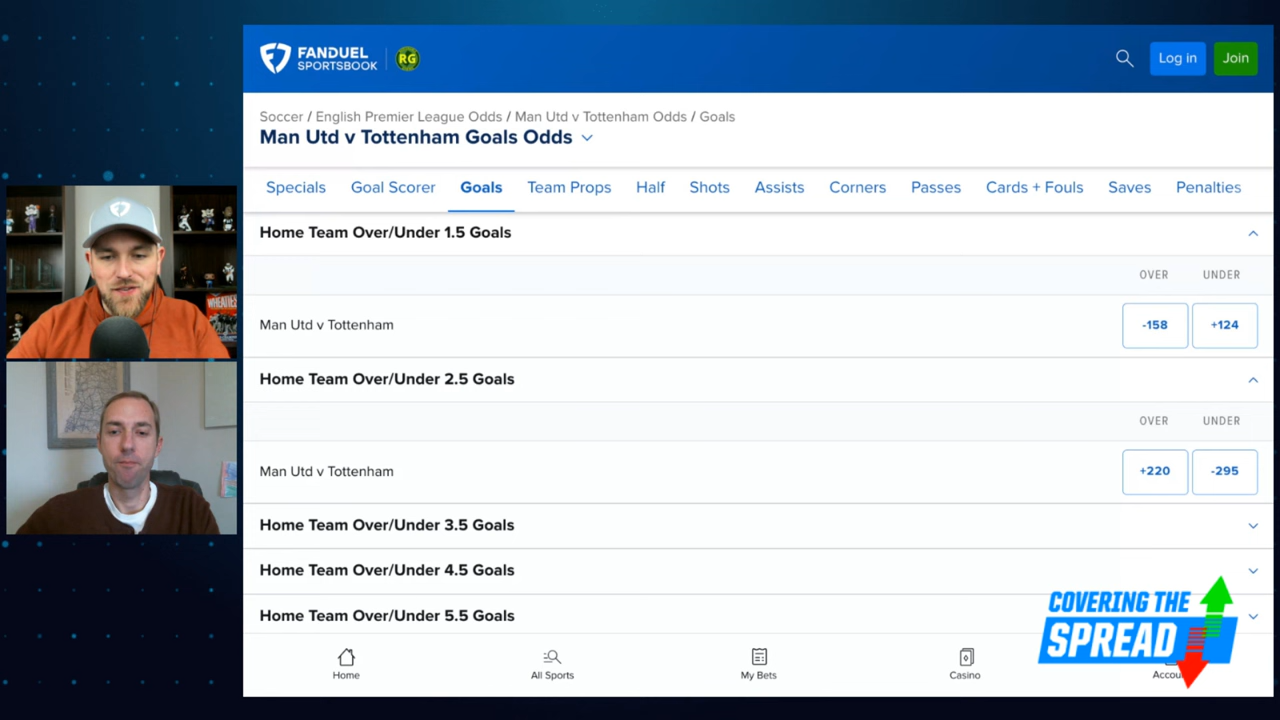 FANDUEL
SPORTSBOOK
RG
Log in
Join
Soccer / English Premier League Odds / Man Utd v Tottenham Odds / Goals
Man Utd v Tottenham Goals Odds
Specials Goal Scorer Goals Team Props Half Shots Assists Corners Passes Cards + Fouls Saves Penalties
Home Team Over/Under 1.5 Goals
OVER UNDER
Man Utd v Tottenham -158 +124
Home Team Over/Under 2.5 Goals
OVER UNDER
Man Utd v Tottenham +220 -295
Home Team Over/Under 3.5 Goals
Home Team Over/Under 4.5 Goals
Home Team Over/Under 5.5 Goals
Home All Sports My Bets Casino
COVERING THE
SPREAD
WHEATIES